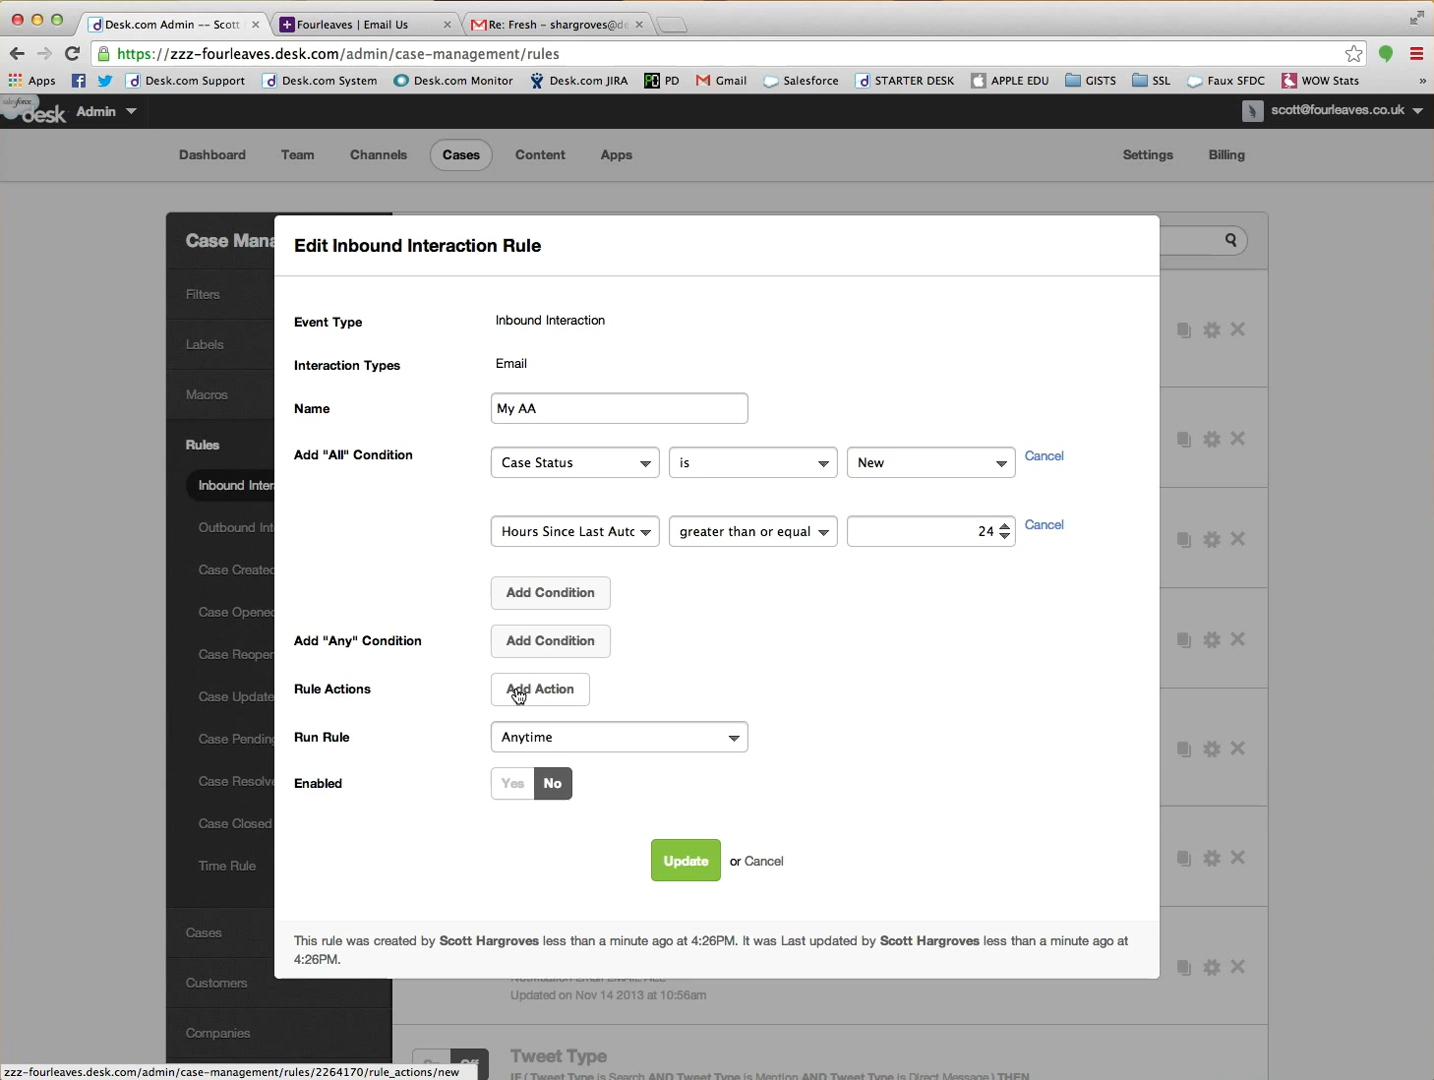 Desk.com Admin -- Scott
Fourleaves | Email Us
Re: Fresh – shargroves@de
https://zzz-fourleaves.desk.com/admin/case-management/rules
Apps
Desk.com Support
Desk.com System
Desk.com Monitor
Desk.com JIRA
PD
Gmail
Salesforce
STARTER DESK
APPLE EDU
GISTS
SSL
Faux SFDC
WOW Stats
»
salesforce
desk
Admin
scott@fourleaves.co.uk
Dashboard
Team
Channels
Cases
Content
Apps
Settings
Billing
Case Mana
Filters
Labels
Macros
Rules
Inbound Inter
Outbound Int
Case Created
Case Opened
Case Reoper
Case Update
Case Pending
Case Resolve
Case Closed
Time Rule
Cases
Customers
Companies
Edit Inbound Interaction Rule
Event Type
Inbound Interaction
Interaction Types
Email
Name
My AA
Add "All" Condition
Case Status
is
New
Cancel
Hours Since Last Auto
greater than or equal
24
Cancel
Add Condition
Add "Any" Condition
Add Condition
Rule Actions
Add Action
Run Rule
Anytime
Enabled
Yes
No
Update
or Cancel
This rule was created by Scott Hargroves less than a minute ago at 4:26PM. It was Last updated by Scott Hargroves less than a minute ago at
4:26PM.
Updated on Nov 14 2013 at 10:56am
Off
Tweet Type
IF ( Tweet Type is Search AND Tweet Type is Mention AND Tweet Type is Direct Message ) THEN
zzz-fourleaves.desk.com/admin/case-management/rules/2264170/rule_actions/new